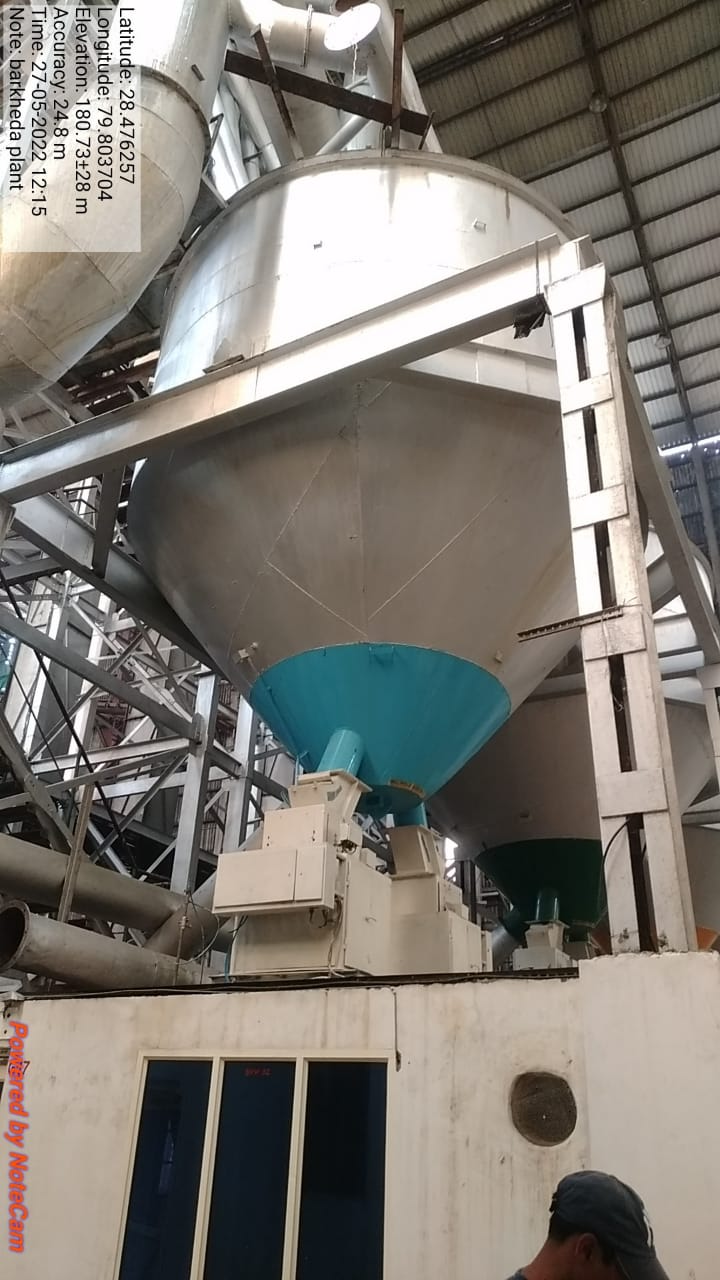 Latitude: 28.476257
Longitude: 79.803704
Elevation: 180.73±28 m
Accuracy: 24.8 m
Time: 27-05-2022 12:15
Note: barkheda plant
Powered by NoteCam